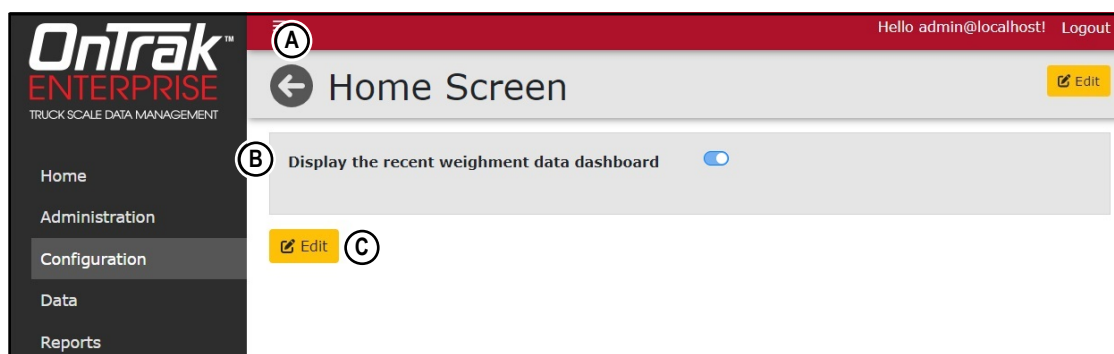 OnTrak™
ENTERPRISE
TRUCK SCALE DATA MANAGEMENT
Home
Administration
Configuration
Data
Reports
A
Hello admin@localhost! Logout
Home Screen
Edit
B
Display the recent weighment data dashboard
Edit
C